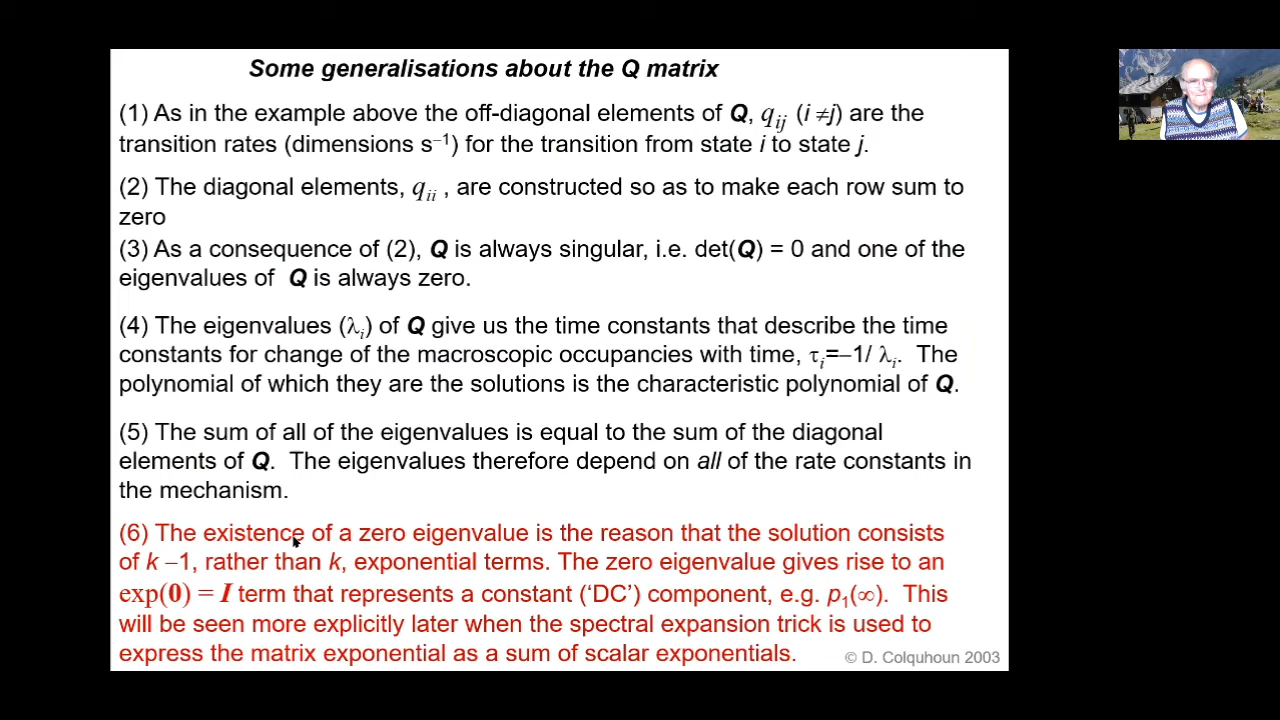 Some generalisations about the Q matrix
(1) As in the example above the off-diagonal elements of Q, qij (i ≠j) are the
transition rates (dimensions s–1) for the transition from state i to state j.
(2) The diagonal elements, qii , are constructed so as to make each row sum to
zero
(3) As a consequence of (2), Q is always singular, i.e. det(Q) = 0 and one of the
eigenvalues of Q is always zero.
(4) The eigenvalues (λi) of Q give us the time constants that describe the time
constants for change of the macroscopic occupancies with time, τi=–1/ λi. The
polynomial of which they are the solutions is the characteristic polynomial of Q.
(5) The sum of all of the eigenvalues is equal to the sum of the diagonal
elements of Q. The eigenvalues therefore depend on all of the rate constants in
the mechanism.
(6) The existence of a zero eigenvalue is the reason that the solution consists
of k –1, rather than k, exponential terms. The zero eigenvalue gives rise to an
exp(0) = I term that represents a constant (‘DC’) component, e.g. p1(∞). This
will be seen more explicitly later when the spectral expansion trick is used to
express the matrix exponential as a sum of scalar exponentials.
© D. Colquhoun 2003